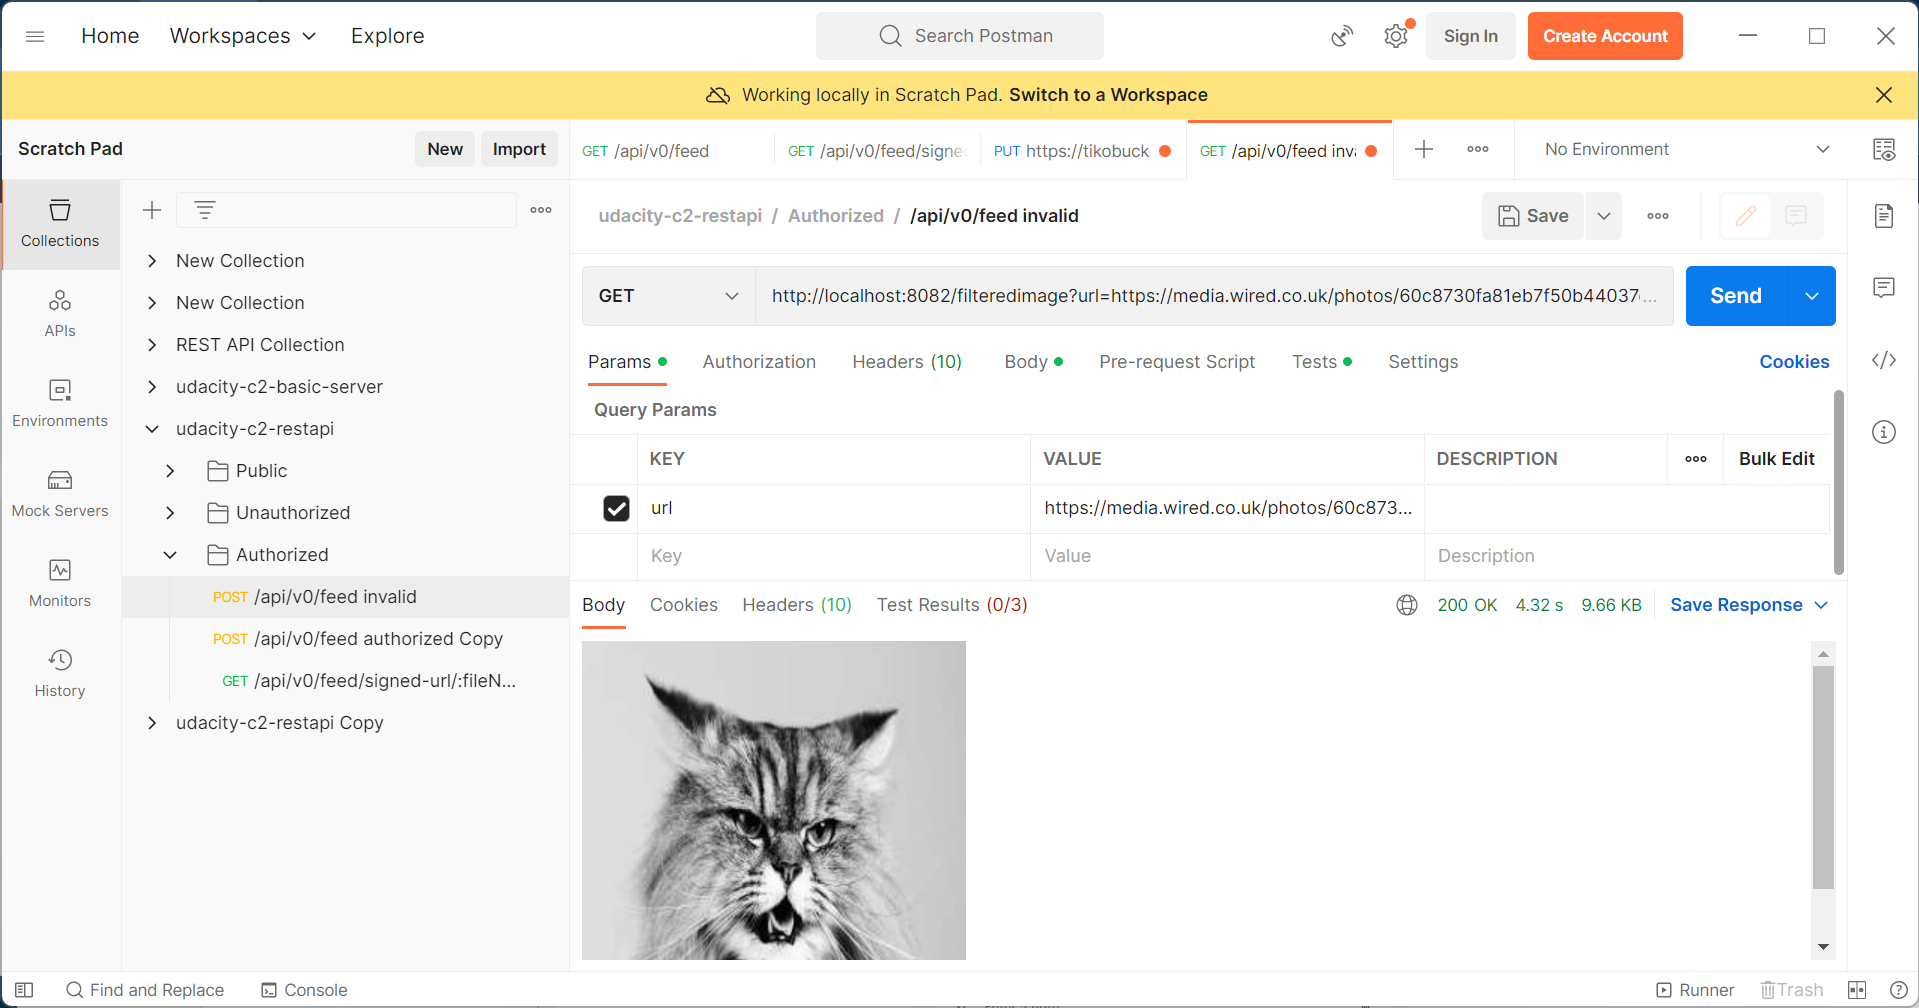 Home Workspaces Explore Search Postman Sign In Create Account
Working locally in Scratch Pad. Switch to a Workspace
Scratch Pad New Import
GET /api/v0/feed GET /api/v0/feed/signe PUT https://tikobuck GET /api/v0/feed inva No Environment
Collections
APIs
Environments
Mock Servers
Monitors
History
New Collection
New Collection
REST API Collection
udacity-c2-basic-server
udacity-c2-restapi
Public
Unauthorized
Authorized
POST /api/v0/feed invalid
POST /api/v0/feed authorized Copy
GET /api/v0/feed/signed-url/:fileN...
udacity-c2-restapi Copy
udacity-c2-restapi / Authorized / /api/v0/feed invalid Save
GET http://localhost:8082/filteredimage?url=https://media.wired.co.uk/photos/60c8730fa81eb7f50b44037... Send
Params Authorization Headers (10) Body Pre-request Script Tests Settings Cookies
Query Params
KEY VALUE DESCRIPTION Bulk Edit
url https://media.wired.co.uk/photos/60c873...
Key Value Description
Body Cookies Headers (10) Test Results (0/3) 200 OK 4.32 s 9.66 KB Save Response
Find and Replace Console Runner Trash